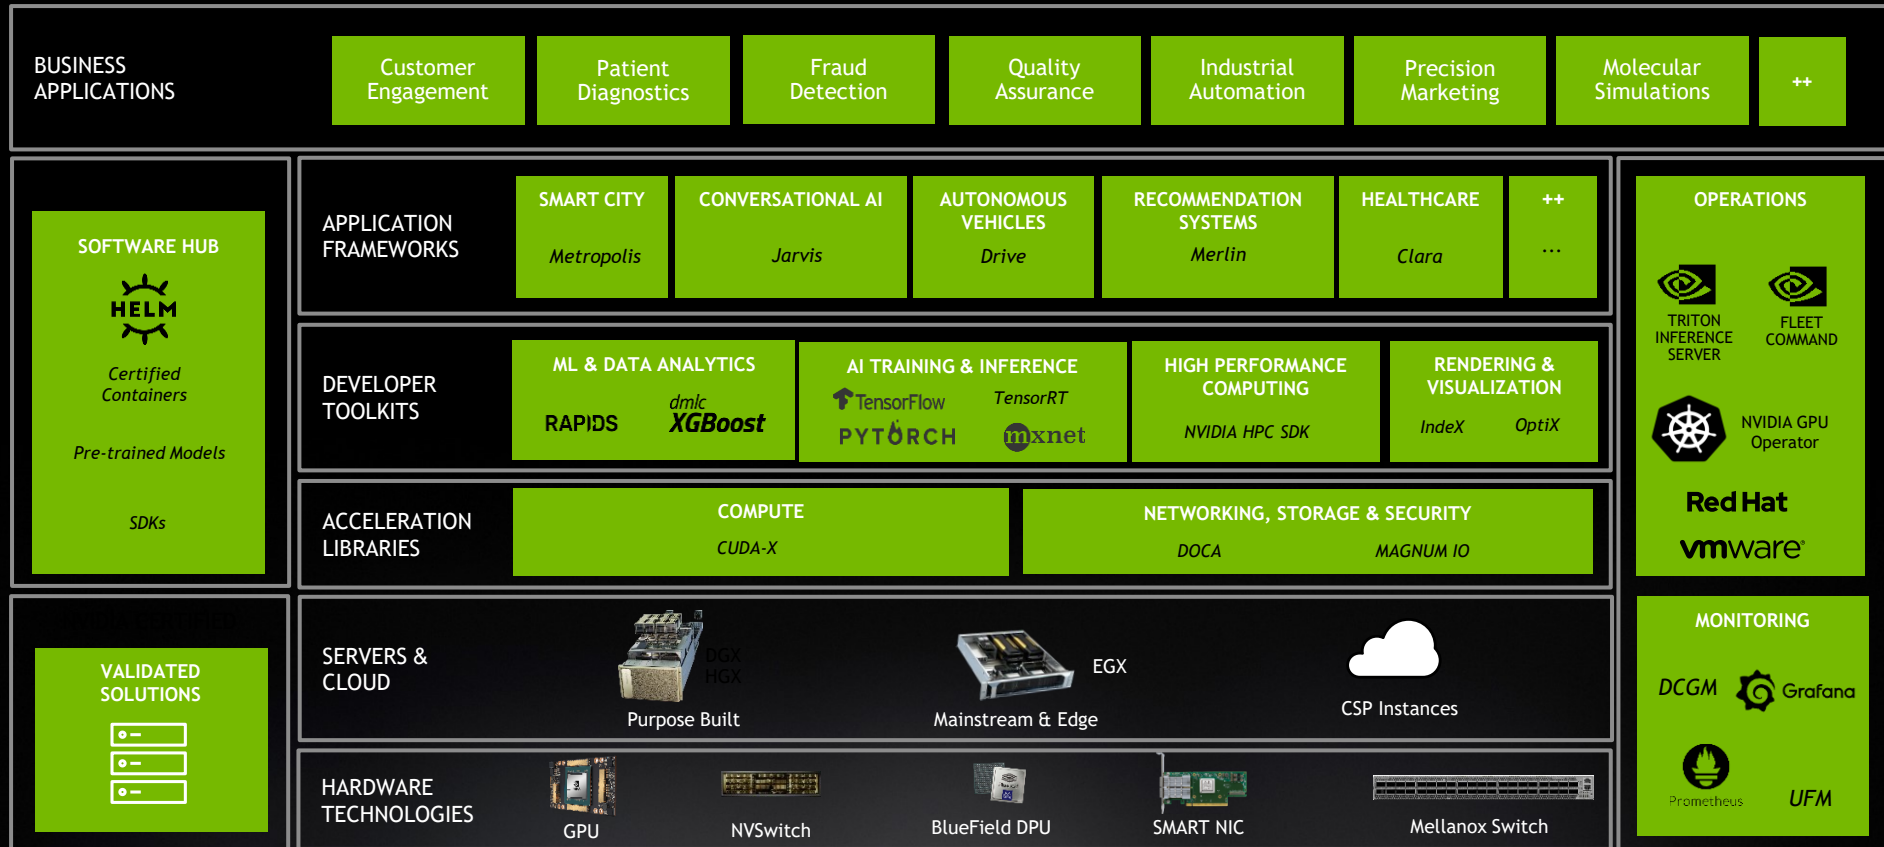 BUSINESS
APPLICATIONS
Customer
Engagement
Patient
Diagnostics
Fraud
Detection
Quality
Assurance
Industrial
Automation
Precision
Marketing
Molecular
Simulations
++
SOFTWARE HUB
HELM
Certified
Containers
Pre-trained Models
SDKs
APPLICATION
FRAMEWORKS
SMART CITY
Metropolis
CONVERSATIONAL AI
Jarvis
AUTONOMOUS
VEHICLES
Drive
RECOMMENDATION
SYSTEMS
Merlin
HEALTHCARE
Clara
++
...
DEVELOPER
TOOLKITS
ML & DATA ANALYTICS
RAPIDS
dmlc
XGBoost
AI TRAINING & INFERENCE
TensorFlow
TensorRT
PYTORCH
mxnet
HIGH PERFORMANCE
COMPUTING
NVIDIA HPC SDK
RENDERING &
VISUALIZATION
IndeX
OptiX
ACCELERATION
LIBRARIES
COMPUTE
CUDA-X
NETWORKING, STORAGE & SECURITY
DOCA
MAGNUM IO
OPERATIONS
TRITON
INFERENCE
SERVER
FLEET
COMMAND
NVIDIA GPU
Operator
Red Hat
vmware®
VALIDATED
SOLUTIONS
SERVERS &
CLOUD
DGX
HGX
Purpose Built
EGX
Mainstream & Edge
CSP Instances
HARDWARE
TECHNOLOGIES
GPU
NVSwitch
BlueField DPU
SMART NIC
Mellanox Switch
MONITORING
DCGM
Grafana
Prometheus
UFM